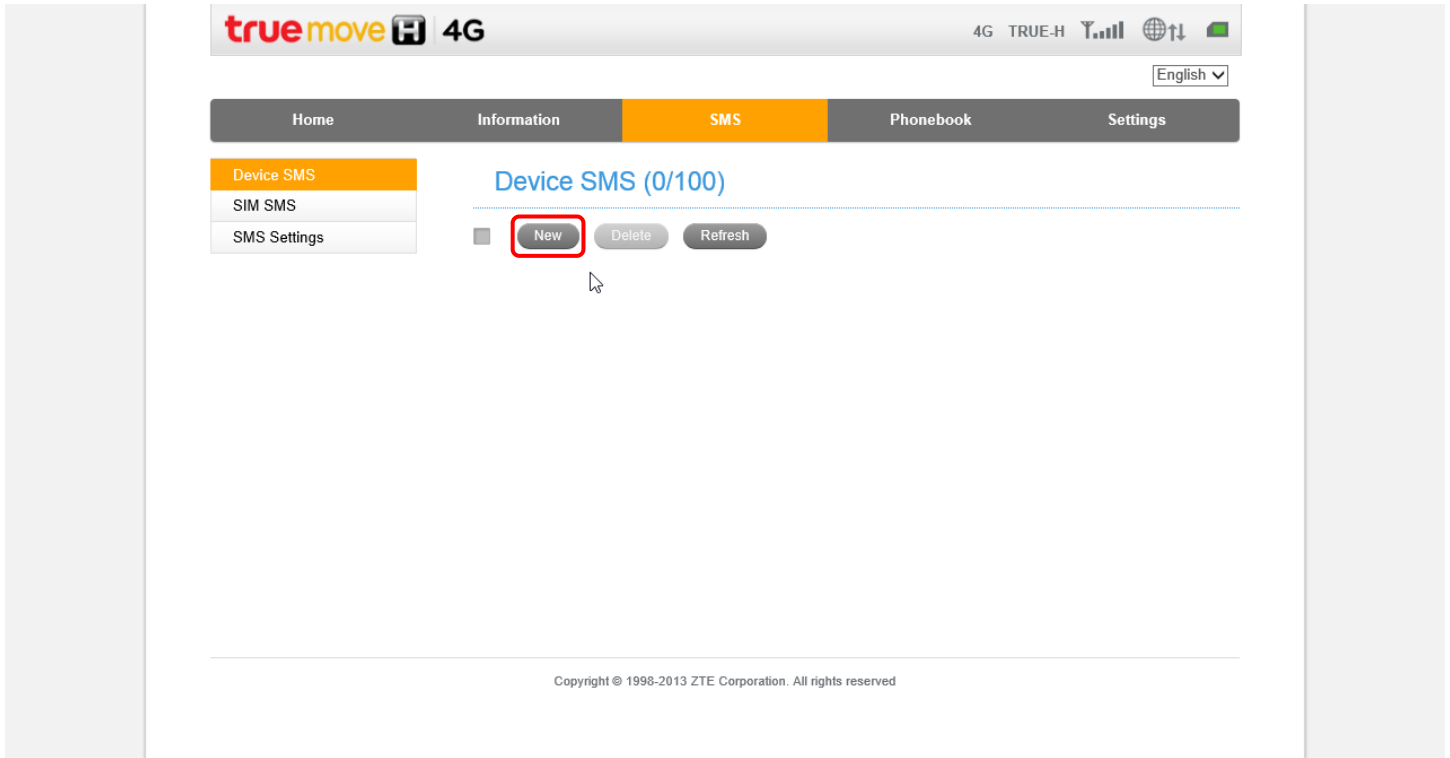 truemove H 4G
4G TRUE-H
English
Home Information SMS Phonebook Settings
Device SMS
SIM SMS
SMS Settings
Device SMS (0/100)
New Delete Refresh
Copyright © 1998-2013 ZTE Corporation. All rights reserved